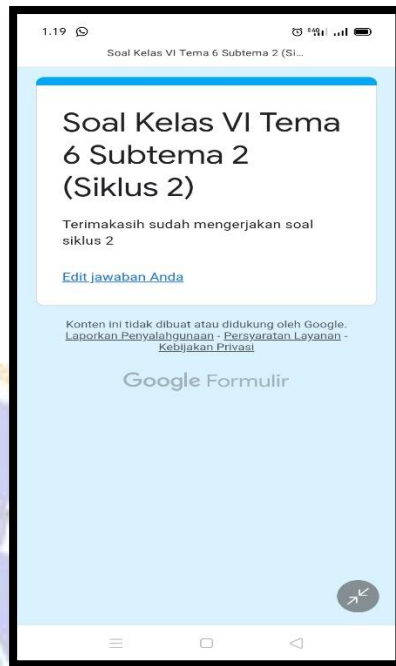 1.19
Soal Kelas VI Tema 6 Subtema 2 (Si...
Soal Kelas VI Tema
6 Subtema 2
(Siklus 2)
Terimakasih sudah mengerjakan soal
siklus 2
Edit jawaban Anda
Konten ini tidak dibuat atau didukung oleh Google.
Laporkan Penyalahgunaan - Persyaratan Layanan -
Kebijakan Privasi
Google Formulir